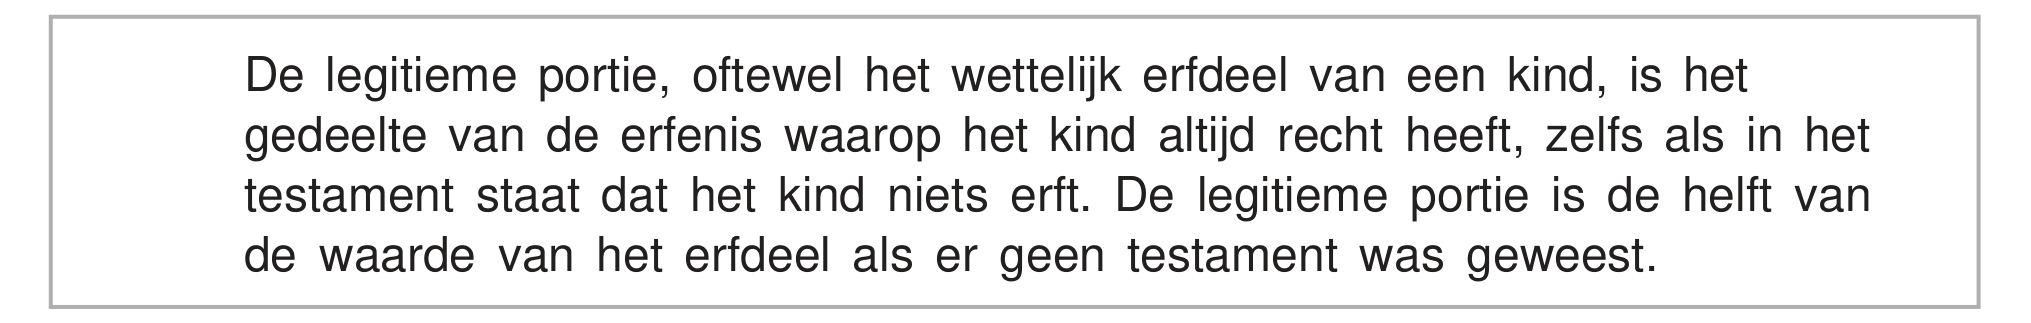 De legitieme portie, oftewel het wettelijk erfdeel van een kind, is het
gedeelte van de erfenis waarop het kind altijd recht heeft, zelfs als in het
testament staat dat het kind niets erft. De legitieme portie is de helft van
de waarde van het erfdeel als er geen testament was geweest.